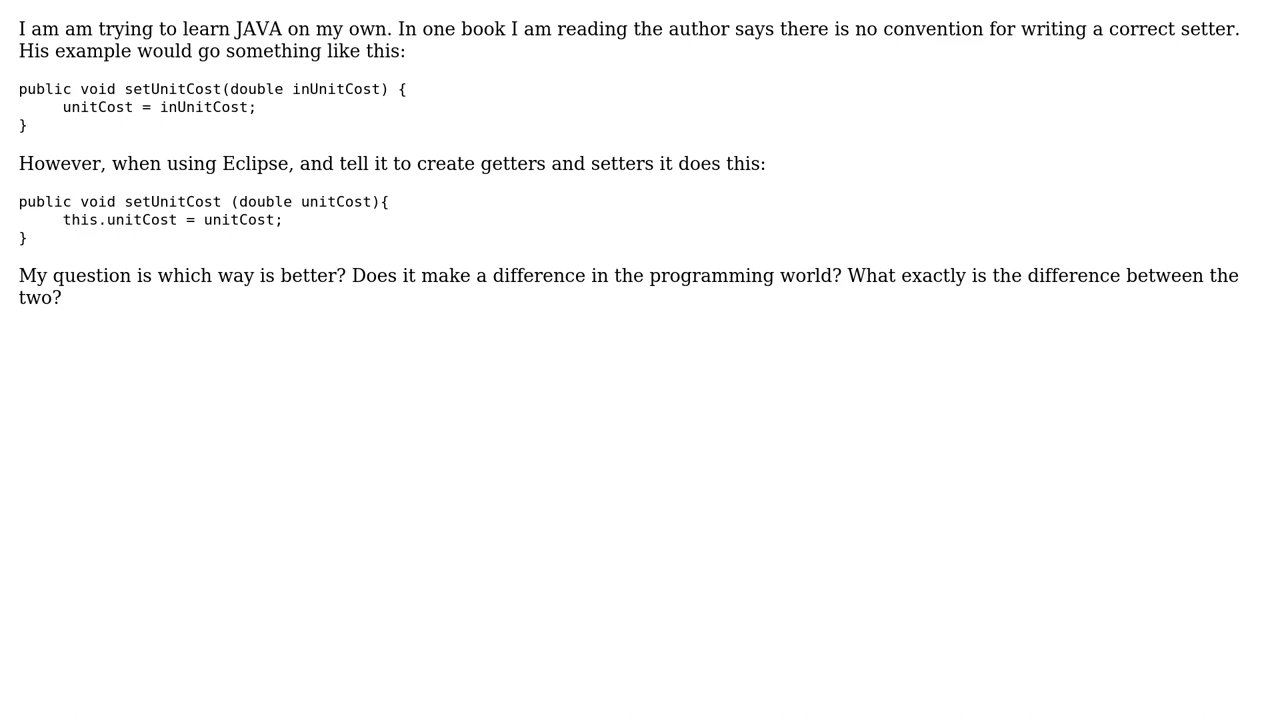 I am am trying to learn JAVA on my own. In one book I am reading the author says there is no convention for writing a correct setter.
His example would go something like this:
public void setUnitCost(double inUnitCost) {
     unitCost = inUnitCost;
}
However, when using Eclipse, and tell it to create getters and setters it does this:
public void setUnitCost (double unitCost){
     this.unitCost = unitCost;
}
My question is which way is better? Does it make a difference in the programming world? What exactly is the difference between the
two?